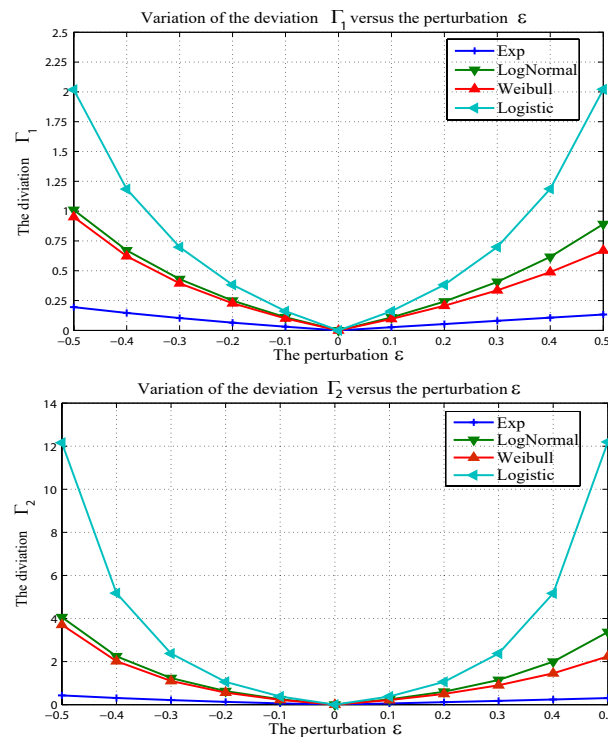 Variation of the deviation Γ1 versus the perturbation ε
2.5
2.25
2
1.75
1.5
1.25
1
0.75
0.5
0.25
0
The diviation Γ1
Exp
LogNormal
Weibull
Logistic
−0.5 −0.4 −0.3 −0.2 −0.1 0 0.1 0.2 0.3 0.4 0.5
The perturbation ε
Variation of the deviation Γ2 versus the perturbation ε
14
12
10
8
6
4
2
0
The diviation Γ2
Exp
LogNormal
Weibull
Logistic
−0.5 −0.4 −0.3 −0.2 −0.1 0 0.1 0.2 0.3 0.4 0.5
The perturbation ε